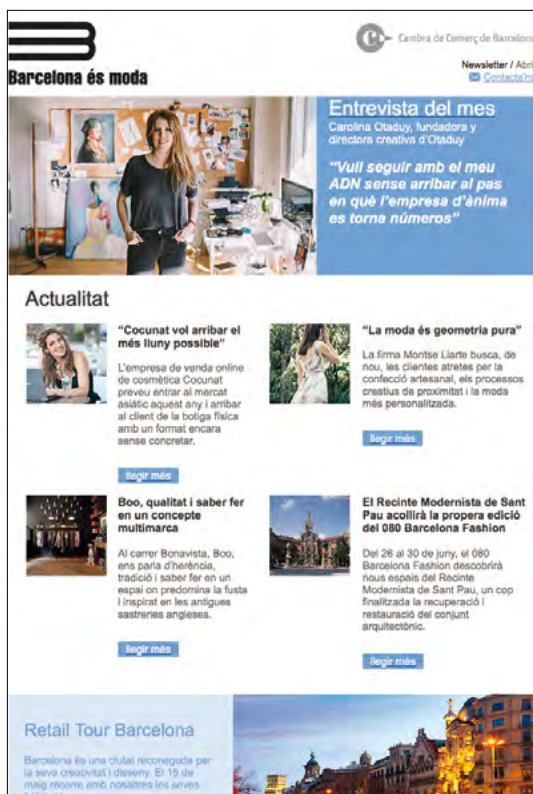 Cambra de Comerç de Barcelona
Barcelona és moda
Newsletter / Abri
Contacta'ns
Entrevista del mes
Carolina Otaduy, fundadora y
directora creativa d'Otaduy
"Vull seguir amb el meu
ADN sense arribar al pas
en què l'empresa d'ànima
es torna números"
Actualitat
"Cocunat vol arribar el
més lluny possible"
L'empresa de venda online
de cosmètica Cocunat
preveu entrar al mercat
asiàtic aquest any i arribar
al client de la botiga física
amb un format encara
sense concretar.
llegir més
"La moda és geometria pura"
La firma Montse Liarte busca, de
nou, les clientes atretes per la
confecció artesanal, els processos
creatius de proximitat i la moda
més personalitzada.
llegir més
Boo, qualitat i saber fer
en un concepte
multimarca
Al carrer Bonavista, Boo,
ens parla d'herència,
tradició i saber fer en un
espai on predomina la fusta
i inspirat en les antigues
sastreries angleses.
llegir més
El Recinte Modernista de Sant
Pau acollirà la propera edició
del 080 Barcelona Fashion
Del 26 al 30 de juny, el 080
Barcelona Fashion descobrirà
nous espais del Recinte
Modernista de Sant Pau, un cop
finalitzada la recuperació i
restauració del conjunt
arquitectònic.
llegir més
Retail Tour Barcelona
Barcelona és una ciutat reconeguda per
la seva creativitat i disseny. El 15 de
maig recorre amb nosaltres les seves